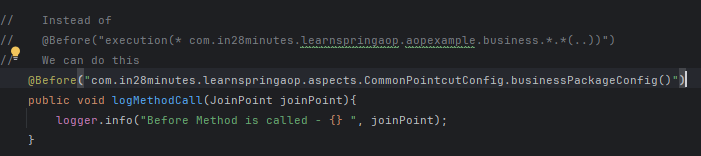 //    Instead of
//    @Before("execution(* com.in28minutes.learnspringaop.aopexample.business.*.*(..))")
//    We can do this
@Before("com.in28minutes.learnspringaop.aspects.CommonPointcutConfig.businessPackageConfig()")
public void logMethodCall(JoinPoint joinPoint){
logger.info("Before Method is called - {} ", joinPoint);
}